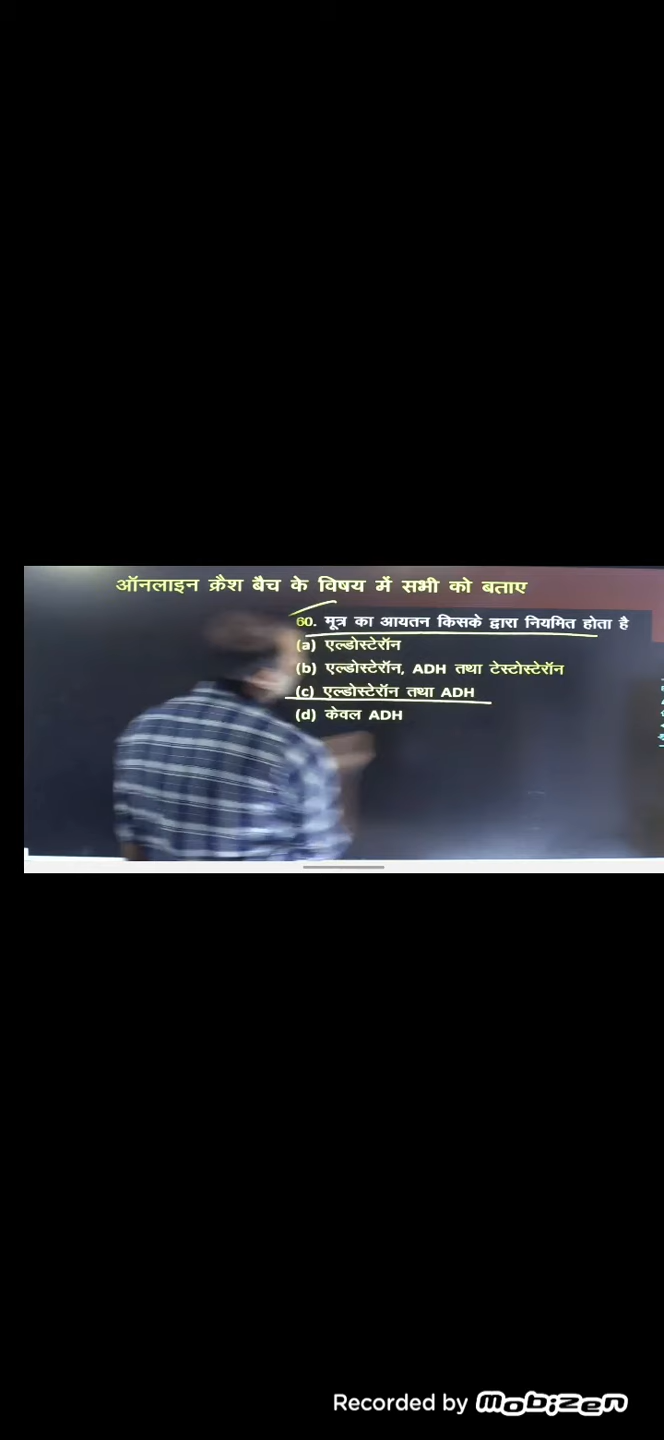 ऑनलाइन क्रैश बैच के विषय में सभी को बताए
60. मूत्र का आयतन किसके द्वारा नियमित होता है
(a) एल्डोस्टेरॉन
(b) एल्डोस्टेरॉन, ADH तथा टेस्टोस्टेरॉन
(c) एल्डोस्टेरॉन तथा ADH
(d) केवल ADH
Recorded by mobizen